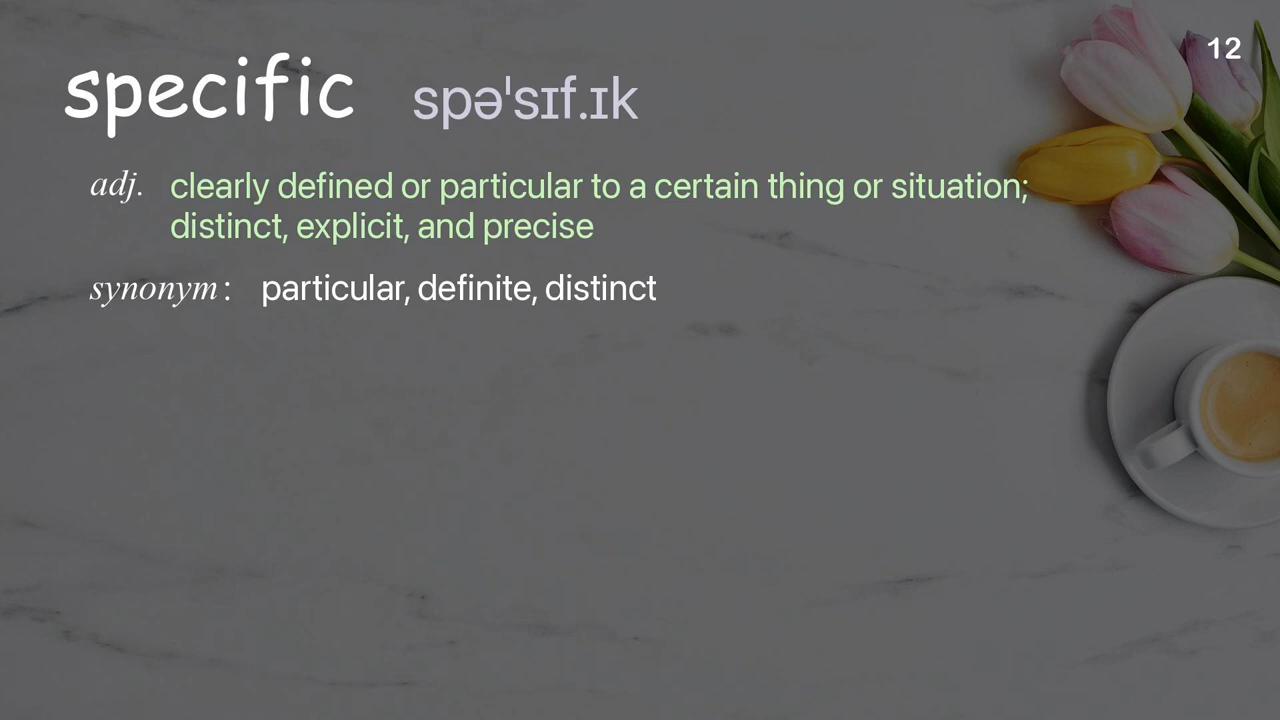 12
specific spəˈsɪf.ɪk
adj. clearly defined or particular to a certain thing or situation;
distinct, explicit, and precise
synonym: particular, definite, distinct